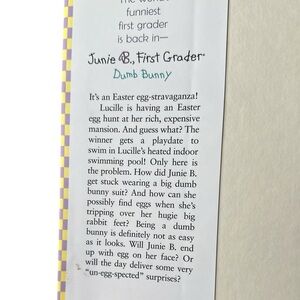 The world's
funniest
first grader
is back in—
Junie B., First Grader
Dumb Bunny
It's an Easter egg-stravaganza!
Lucille is having an Easter
egg hunt at her rich, expensive
mansion. And guess what? The
winner gets a playdate to
swim in Lucille's heated indoor
swimming pool! Only here is
the problem. How did Junie B.
get stuck wearing a big dumb
bunny suit? And how can she
possibly find eggs when she's
tripping over her hugie big
rabbit feet? Being a dumb
bunny is definitely not as easy
as it looks. Will Junie B. end
up with egg on her face? Or
will the day deliver some very
"un-egg-spected" surprises?